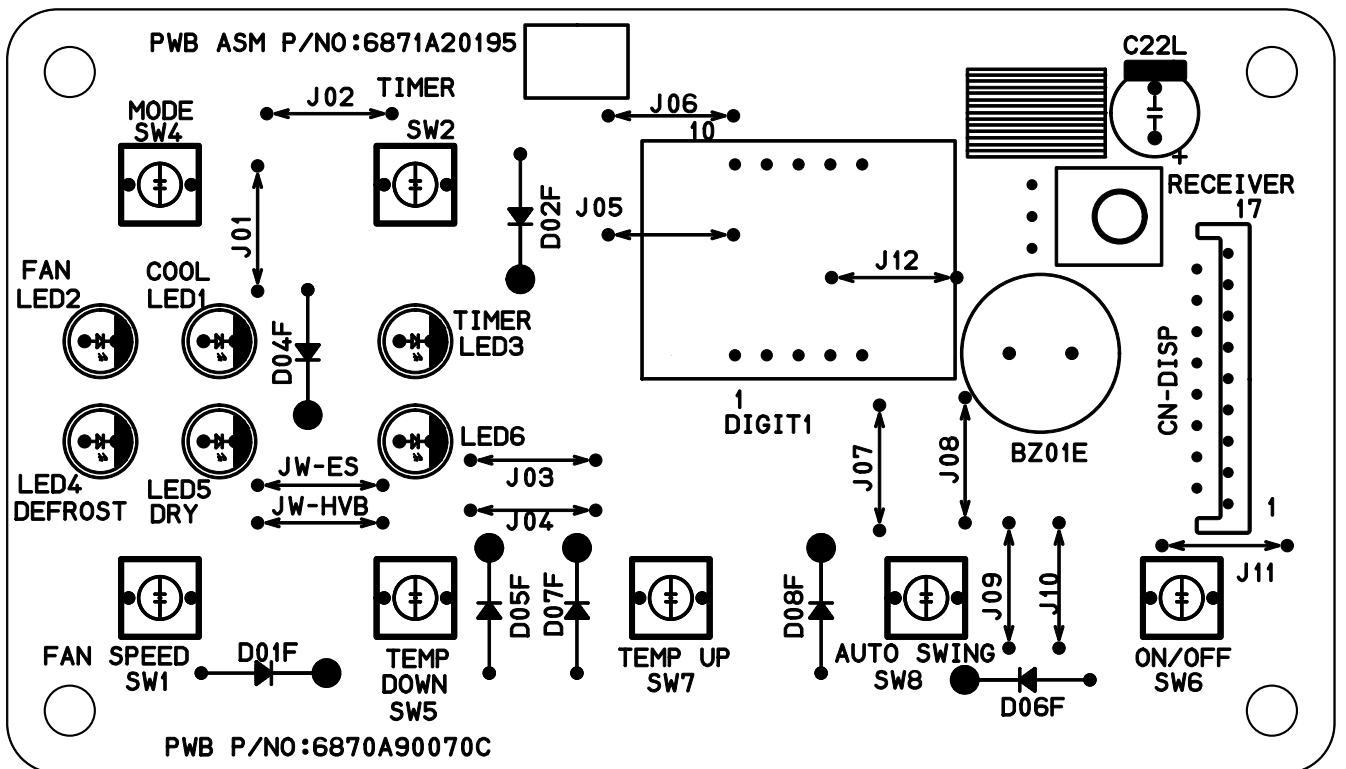 PWB ASM P/NO:6871A20195
C22L
TIMER
J02
J06
MODE
SW4
SW2
10
+
RECEIVER
17
J01
D02F
J05
J12
FAN
LED2
COOL
LED1
TIMER
LED3
D04F
CN-DISP
1
DIGIT1
LED6
J07
J08
BZ01E
JW-ES
J03
LED4
DEFROST
LED5
DRY
JW-HVB
J04
1
J11
D05F
D07F
D08F
J09
J10
FAN SPEED
SW1
D01F
TEMP
DOWN
SW5
TEMP UP
SW7
AUTO SWING
SW8
D06F
ON/OFF
SW6
PWB P/NO:6870A90070C